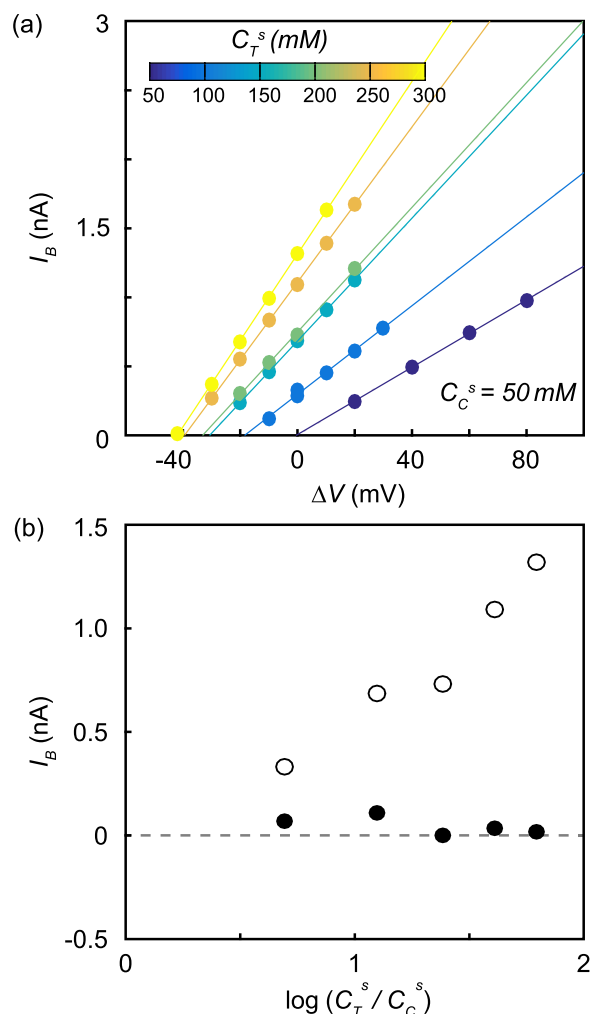 (a)
C_T^s (mM)
50 100 150 200 250 300
3
1.5
0
I_B (nA)
C_C^s = 50 mM
-40 0 40 80
ΔV (mV)
(b)
1.5
1.0
0.5
0
-0.5
I_B (nA)
0 1 2
log (C_T^s / C_C^s)